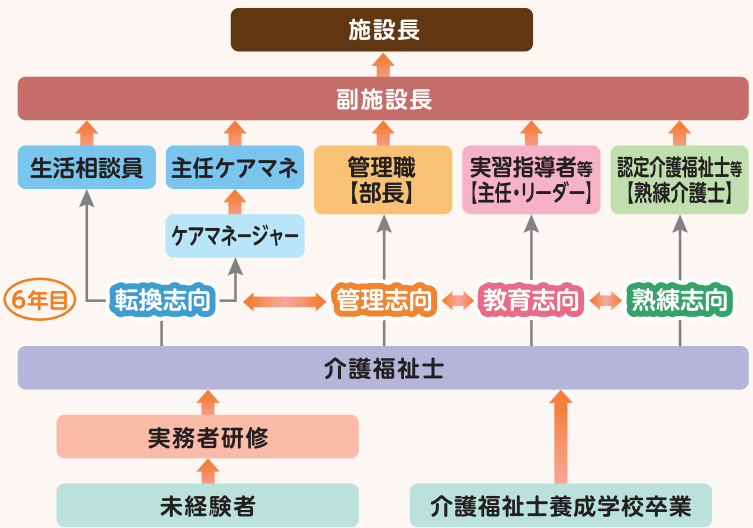 施設長
副施設長
生活相談員
主任ケアマネ
管理職
【部長】
実習指導者等
【主任・リーダー】
認定介護福祉士等
【熟練介護士】
ケアマネージャー
6年目
転換志向
管理志向
教育志向
熟練志向
介護福祉士
実務者研修
未経験者
介護福祉士養成学校卒業